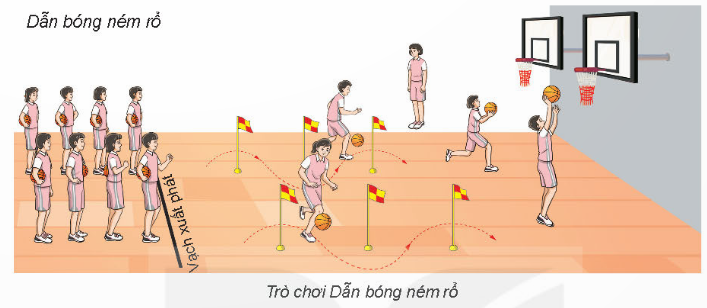 Dẫn bóng ném rổ
Vạch xuất phát
Trò chơi Dẫn bóng ném rổ